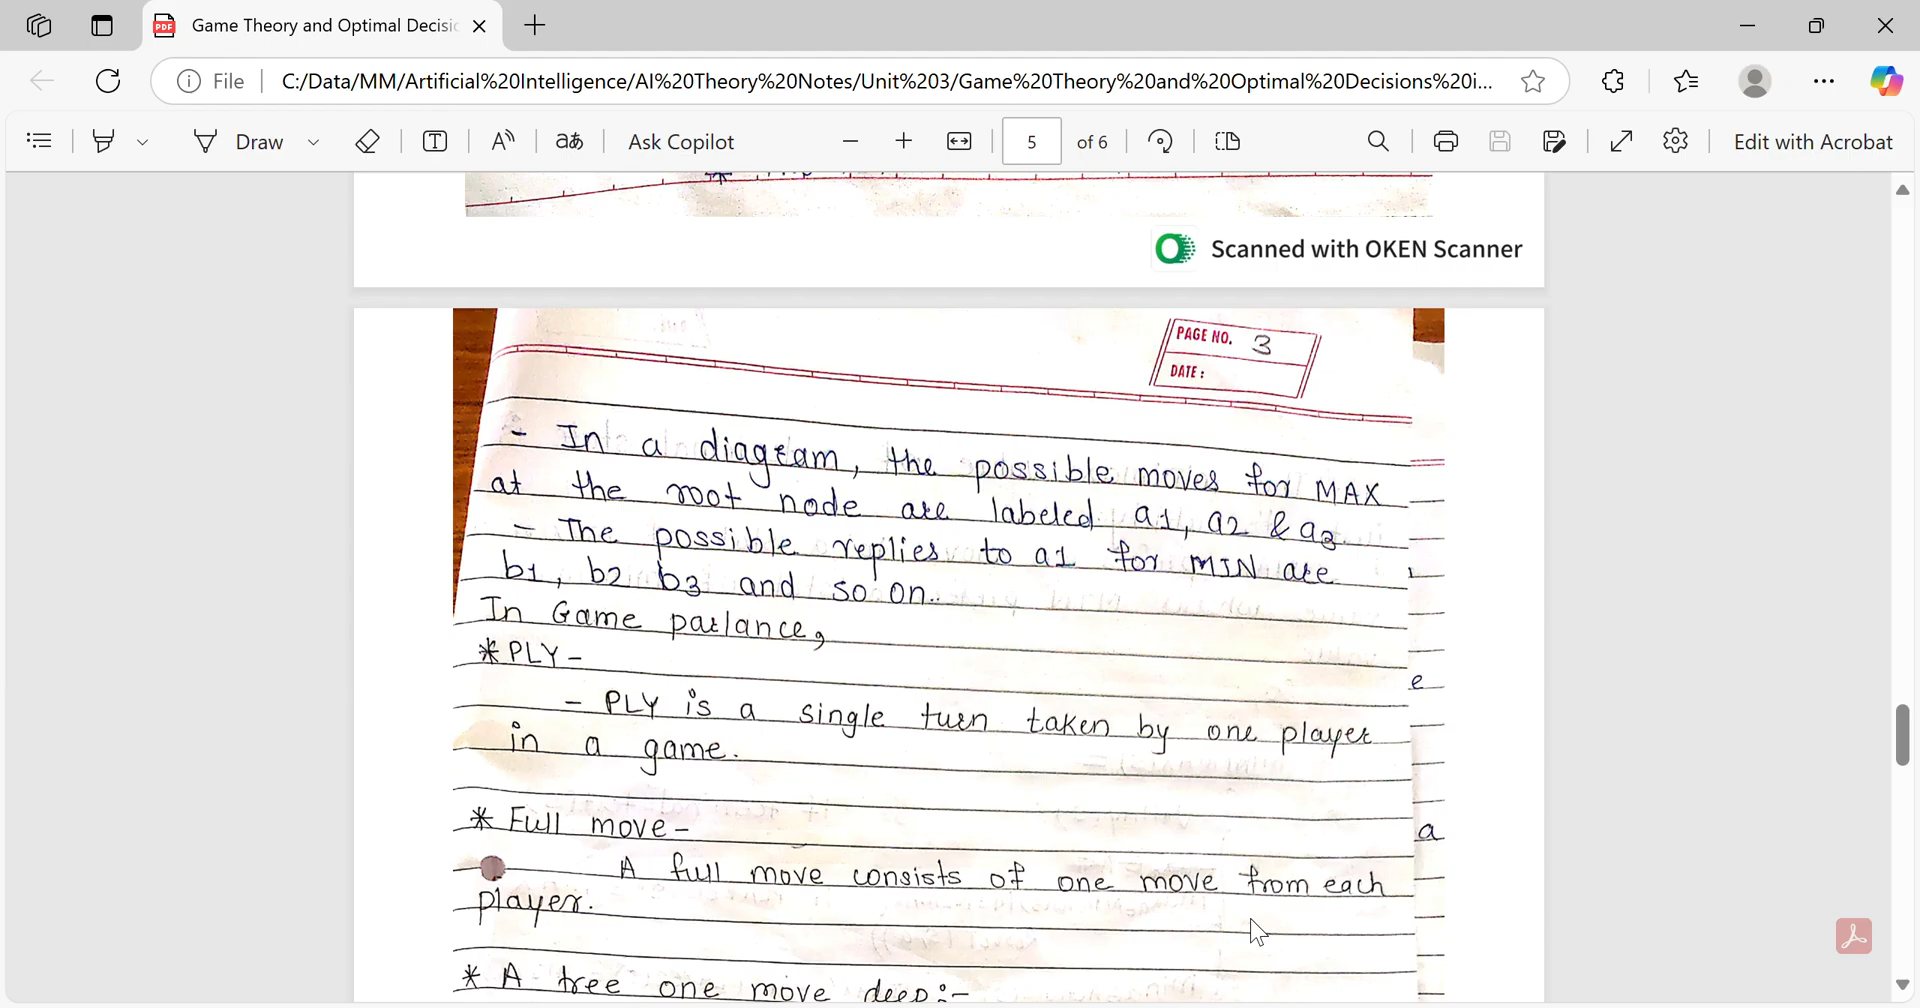 Game Theory and Optimal Decisi
File C:/Data/MM/Artificial%20Intelligence/AI%20Theory%20Notes/Unit%203/Game%20Theory%20and%20Optimal%20Decisions%20i...
Draw Ask Copilot 5 of 6 Edit with Acrobat
Scanned with OKEN Scanner
PAGE NO. 3
DATE :
- In a diagram, the possible moves for MAX
at the root node are labeled a1, a2 & a3.
- The possible replies to a1 for MIN are
b1, b2 b3 and so on..
In Game parlance,
* PLY -
- PLY is a single turn taken by one player
in a game.
* Full move -
A full move consists of one move from each
player.
* A tree one move deep:-
e
a